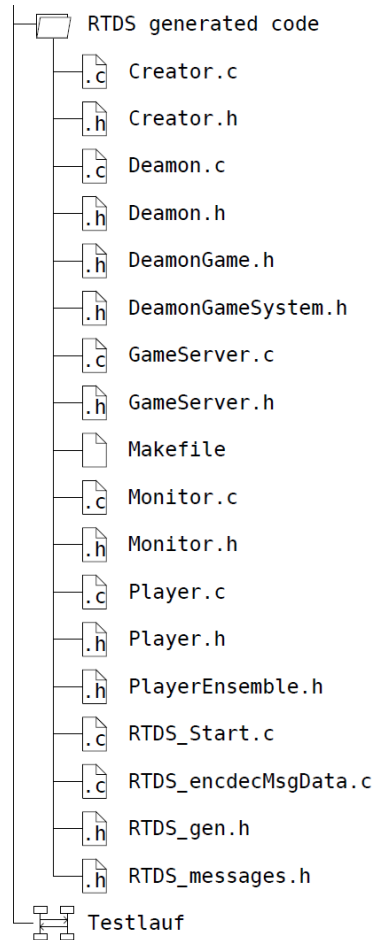 RTDS generated code
.c Creator.c
.h Creator.h
.c Deamon.c
.h Deamon.h
.h DeamonGame.h
.h DeamonGameSystem.h
.c GameServer.c
.h GameServer.h
Makefile
.c Monitor.c
.h Monitor.h
.c Player.c
.h Player.h
.h PlayerEnsemble.h
.c RTDS_Start.c
.c RTDS_encdecMsgData.c
.h RTDS_gen.h
.h RTDS_messages.h
Testlauf